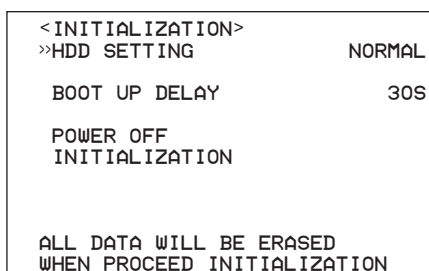 <INITIALIZATION>
»HDD SETTING NORMAL
BOOT UP DELAY 30S
POWER OFF
INITIALIZATION
ALL DATA WILL BE ERASED
WHEN PROCEED INITIALIZATION